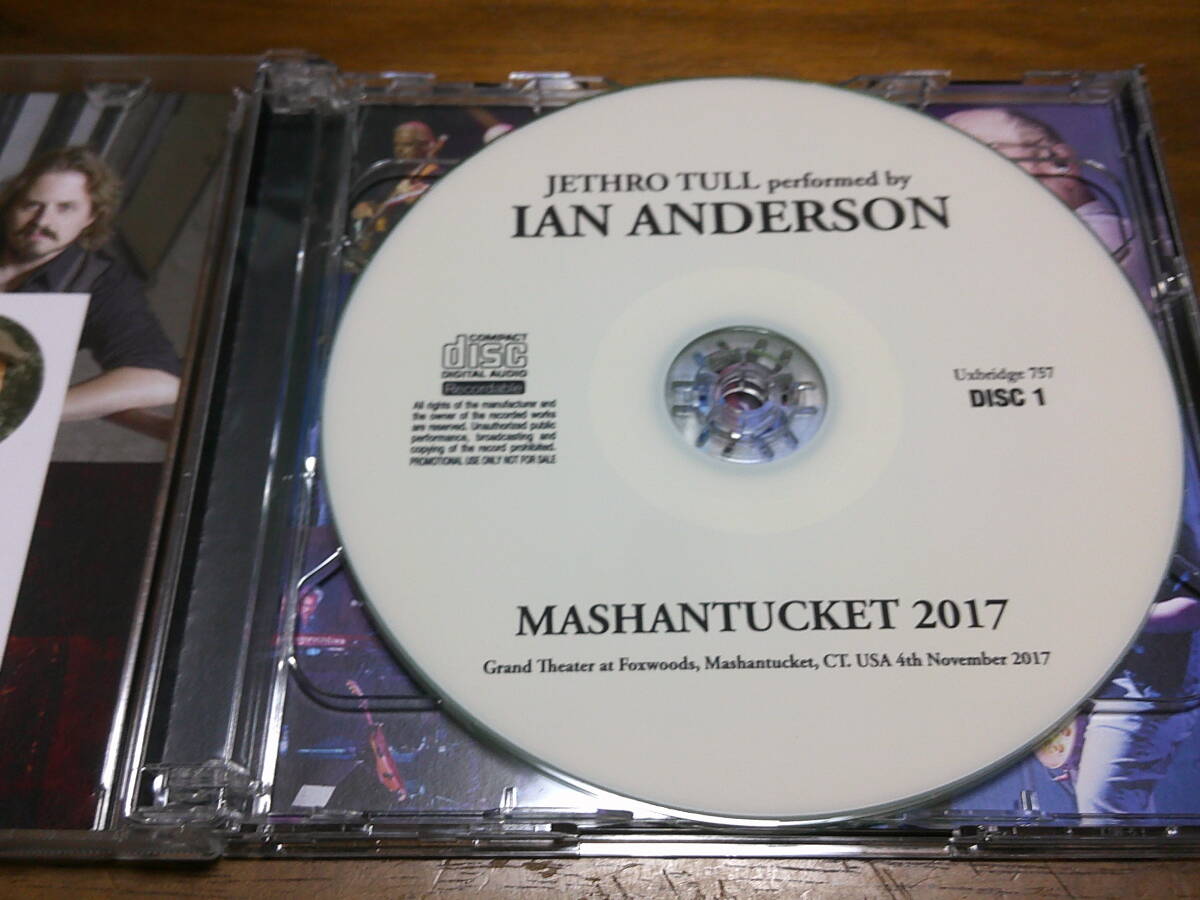 JETHRO TULL performed by
IAN ANDERSON
COMPACT
disc
DIGITAL AUDIO
Recordable
All rights of the manufacturer and
the owner of the recorded works
are reserved. Unauthorized public
performance, broadcasting and
copying of the record prohibited.
PROMOTIONAL USE ONLY NOT FOR SALE
Uxbridge 757
DISC 1
MASHANTUCKET 2017
Grand Theater at Foxwoods, Mashantucket, CT. USA 4th November 2017